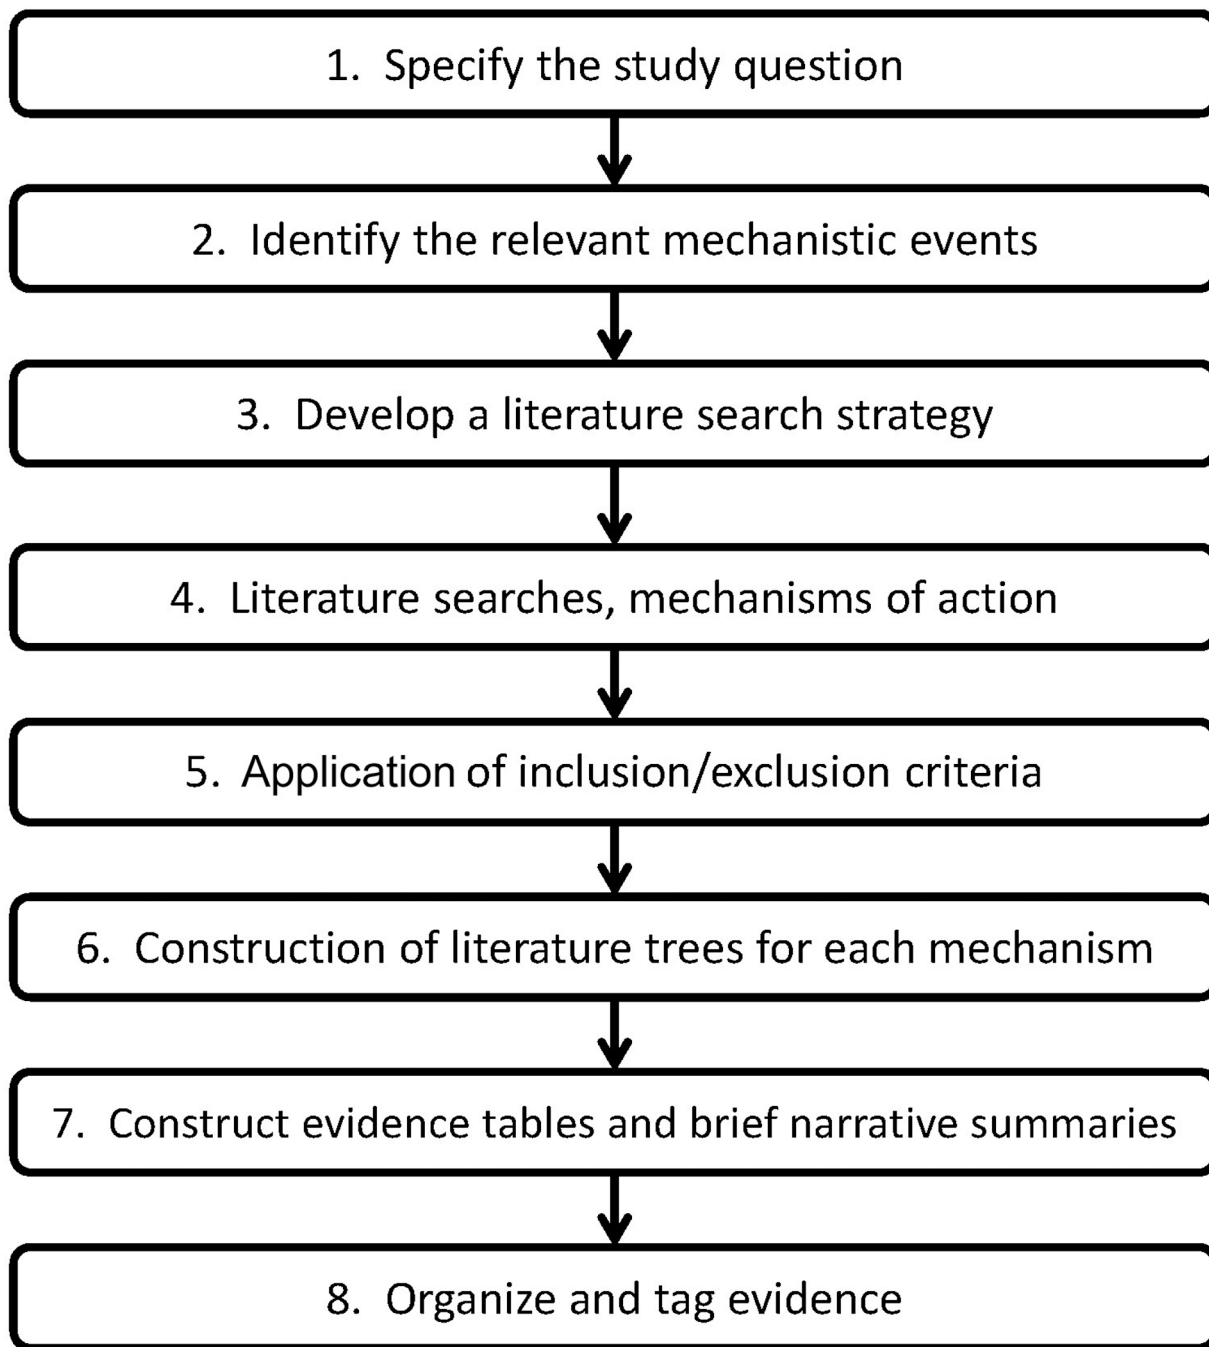 1. Specify the study question
2. Identify the relevant mechanistic events
3. Develop a literature search strategy
4. Literature searches, mechanisms of action
5. Application of inclusion/exclusion criteria
6. Construction of literature trees for each mechanism
7. Construct evidence tables and brief narrative summaries
8. Organize and tag evidence